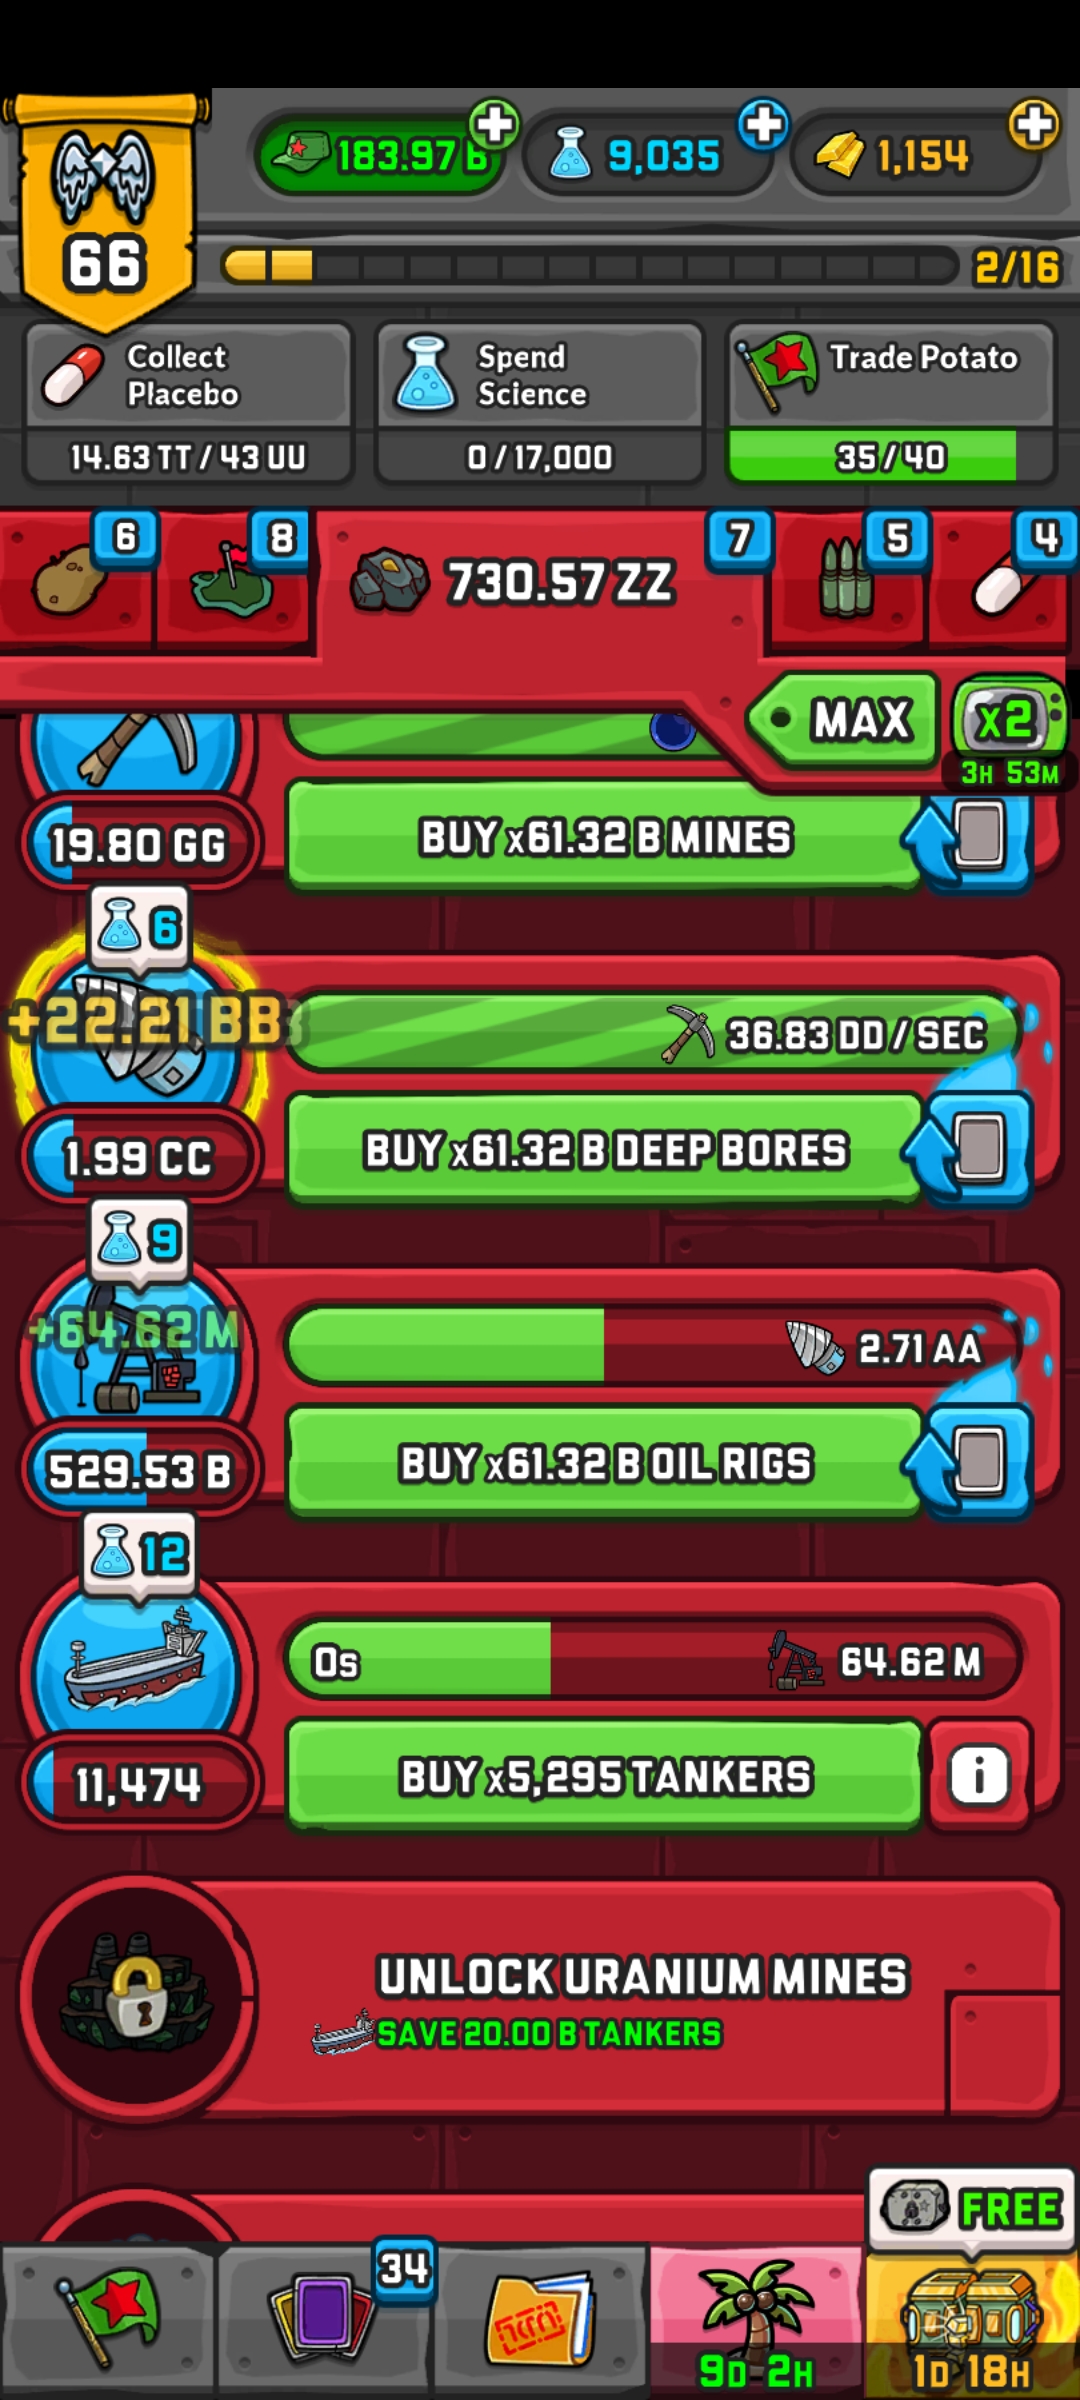 183.97 B
9,035
1,154
66
2/16
Collect
Placebo
Spend
Science
Trade Potato
14.63 TT / 43 UU
0 / 17,000
35 / 40
6
8
730.57 ZZ
7
5
4
MAX
x2
3H 53M
19.80 GG
BUY x61.32 B MINES
6
+22.21 BB
36.83 DD / SEC
1.99 CC
BUY x61.32 B DEEP BORES
9
+64.62 M
2.71 AA
529.53 B
BUY x61.32 B OIL RIGS
12
0s
64.62 M
11,474
BUY x5,295 TANKERS
i
UNLOCK URANIUM MINES
SAVE 20.00 B TANKERS
FREE
34
9D 2H
1D 18H